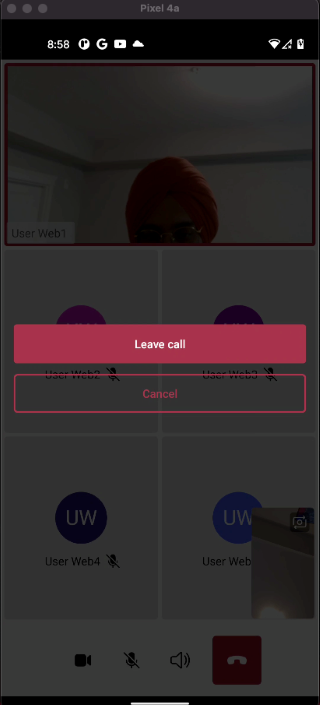 Pixel 4a
8:58
User Web1
Leave call
User Web2
User Web3
Cancel
UW
UW
User Web4
User Web